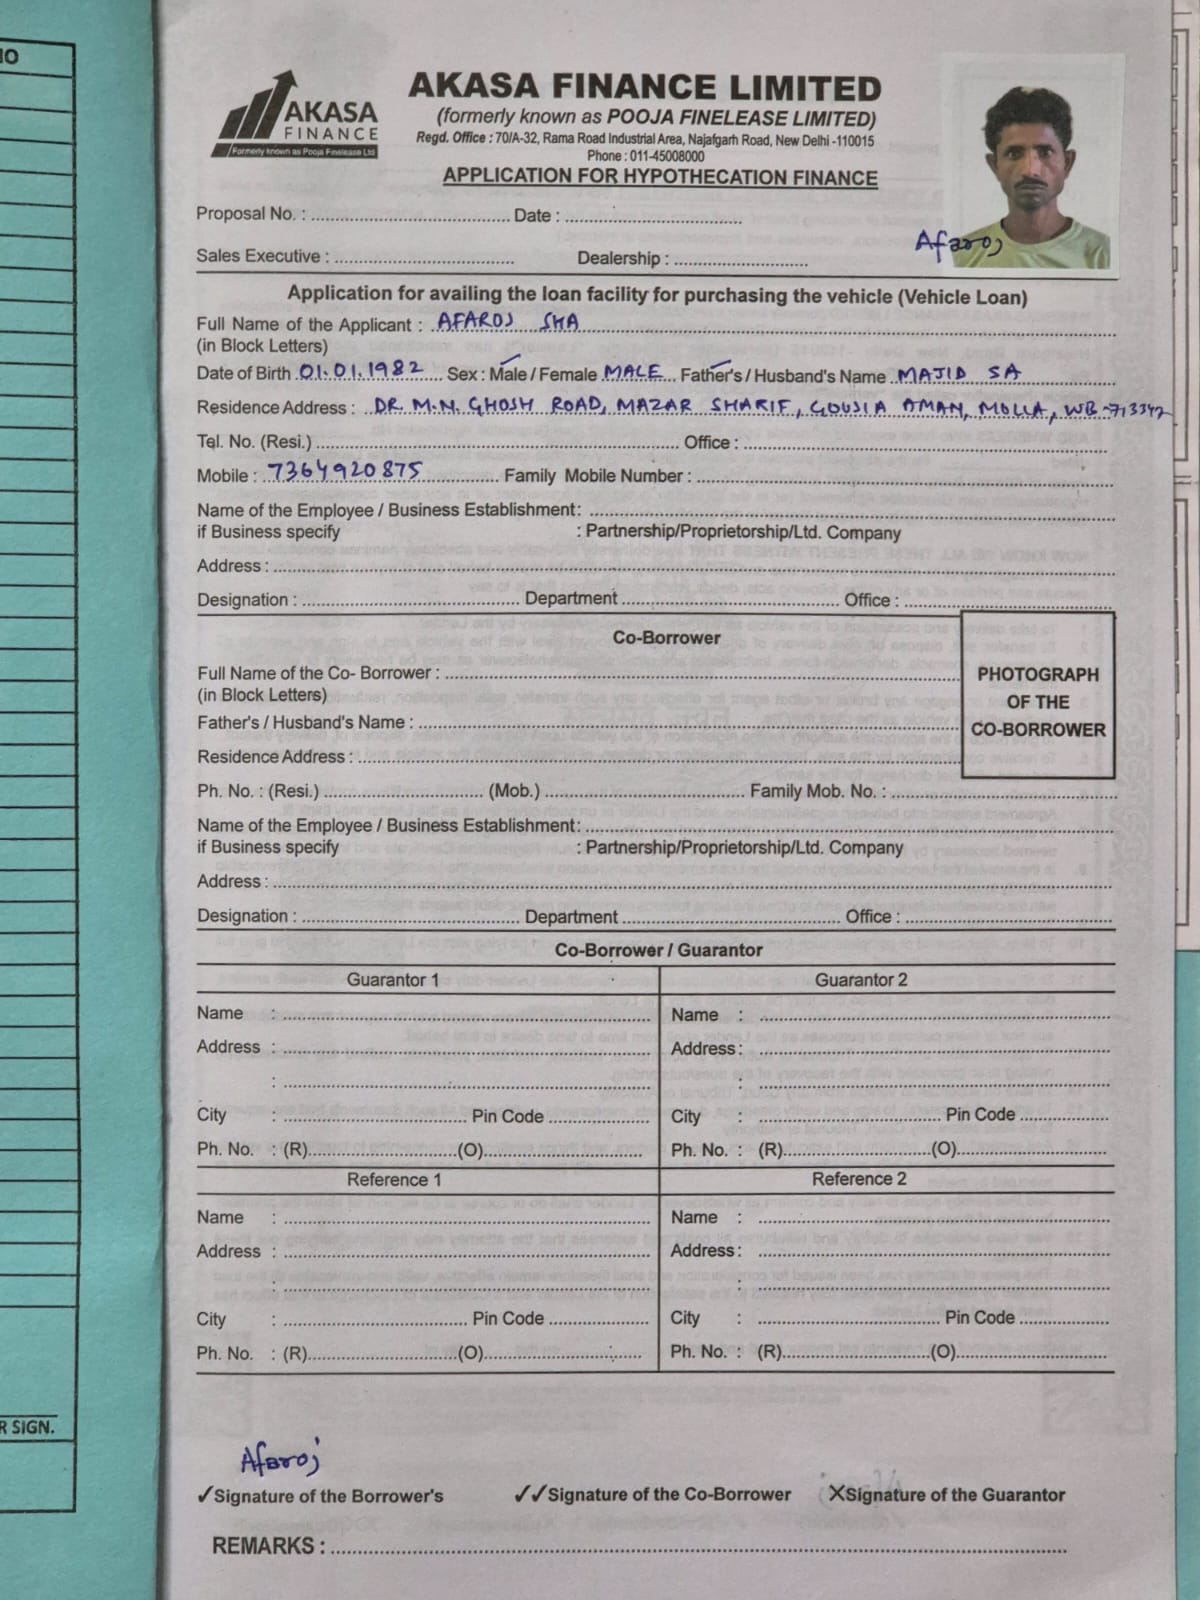 NO
AKASA
FINANCE
Formerly known as Pooja Finelease Ltd
AKASA FINANCE LIMITED
(formerly known as POOJA FINELEASE LIMITED)
Regd. Office : 70/A-32, Rama Road Industrial Area, Najafgarh Road, New Delhi -110015
Phone : 011-45008000
APPLICATION FOR HYPOTHECATION FINANCE
Proposal No. : Date :
Afaroj
Sales Executive : Dealership :
Application for availing the loan facility for purchasing the vehicle (Vehicle Loan)
Full Name of the Applicant : AFAROJ SHA
(in Block Letters)
Date of Birth 01.01.1982 Sex : Male / Female MALE Father's / Husband's Name MAJID SA
Residence Address : DR. M.N. GHOSH ROAD, MAZAR SHARIF, GOUSIA AMAN, MOLLA, WB-713347
Tel. No. (Resi.) Office :
Mobile : 7364920875 Family Mobile Number :
Name of the Employee / Business Establishment:
if Business specify : Partnership/Proprietorship/Ltd. Company
Address :
Designation : Department Office :
Co-Borrower
Full Name of the Co- Borrower :
(in Block Letters)
Father's / Husband's Name :
Residence Address :
PHOTOGRAPH
OF THE
CO-BORROWER
Ph. No. : (Resi.) (Mob.) Family Mob. No. :
Name of the Employee / Business Establishment:
if Business specify : Partnership/Proprietorship/Ltd. Company
Address :
Designation : Department Office :
Co-Borrower / Guarantor
Guarantor 1 Guarantor 2
Name : Name :
Address : Address :
: :
City : Pin Code City : Pin Code
Ph. No. : (R) (O) Ph. No. : (R) (O)
Reference 1 Reference 2
Name : Name :
Address : Address :
: :
City : Pin Code City : Pin Code
Ph. No. : (R) (O) Ph. No. : (R) (O)
R SIGN.
Afaroj
✓Signature of the Borrower's ✓✓Signature of the Co-Borrower XSignature of the Guarantor
REMARKS :